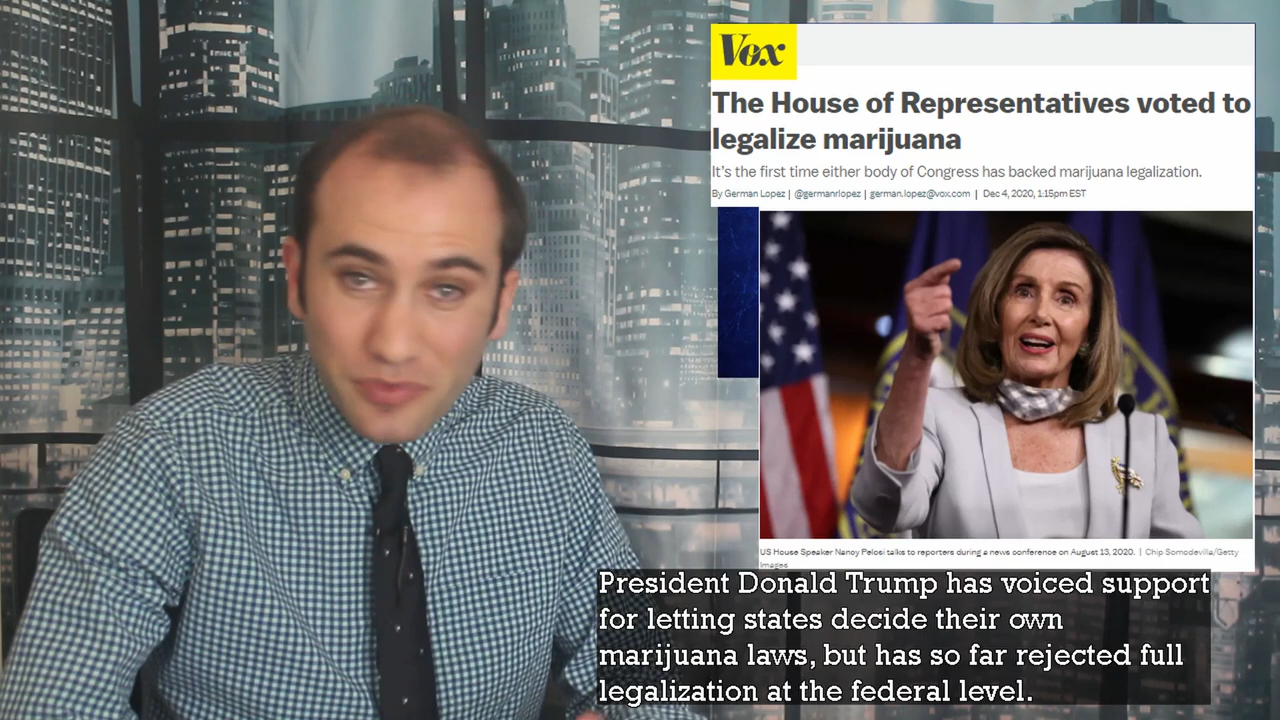 Vox
The House of Representatives voted to
legalize marijuana
It's the first time either body of Congress has backed marijuana legalization.
By German Lopez | @germanrlopez | german.lopez@vox.com | Dec 4, 2020, 1:15pm EST
US House Speaker Nancy Pelosi talks to reporters during a news conference on August 13, 2020. | Chip Somodevilla/Getty
Images
President Donald Trump has voiced support
for letting states decide their own
marijuana laws, but has so far rejected full
legalization at the federal level.